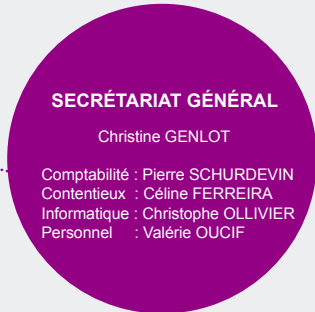 SECRÉTARIAT GÉNÉRAL
Christine GENLOT
Comptabilité : Pierre SCHURDEVIN
Contentieux : Céline FERREIRA
Informatique : Christophe OLLIVIER
Personnel : Valérie OUCIF